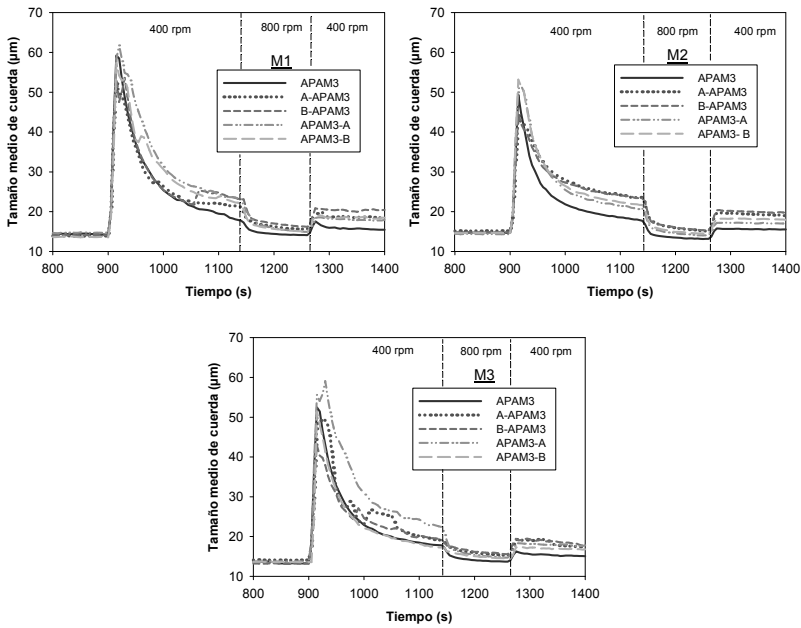 400 rpm
800 rpm
400 rpm
M1
APAM3
A-APAM3
B-APAM3
APAM3-A
APAM3-B
Tamaño medio de cuerda (µm)
70
60
50
40
30
20
10
800
900
1000
1100
1200
1300
1400
Tiempo (s)
400 rpm
800 rpm
400 rpm
M2
APAM3
A-APAM3
B-APAM3
APAM3-A
APAM3- B
Tamaño medio de cuerda (µm)
70
60
50
40
30
20
10
800
900
1000
1100
1200
1300
1400
Tiempo (s)
400 rpm
800 rpm
400 rpm
M3
APAM3
A-APAM3
B-APAM3
APAM3-A
APAM3-B
Tamaño medio de cuerda (µm)
70
60
50
40
30
20
10
800
900
1000
1100
1200
1300
1400
Tiempo (s)